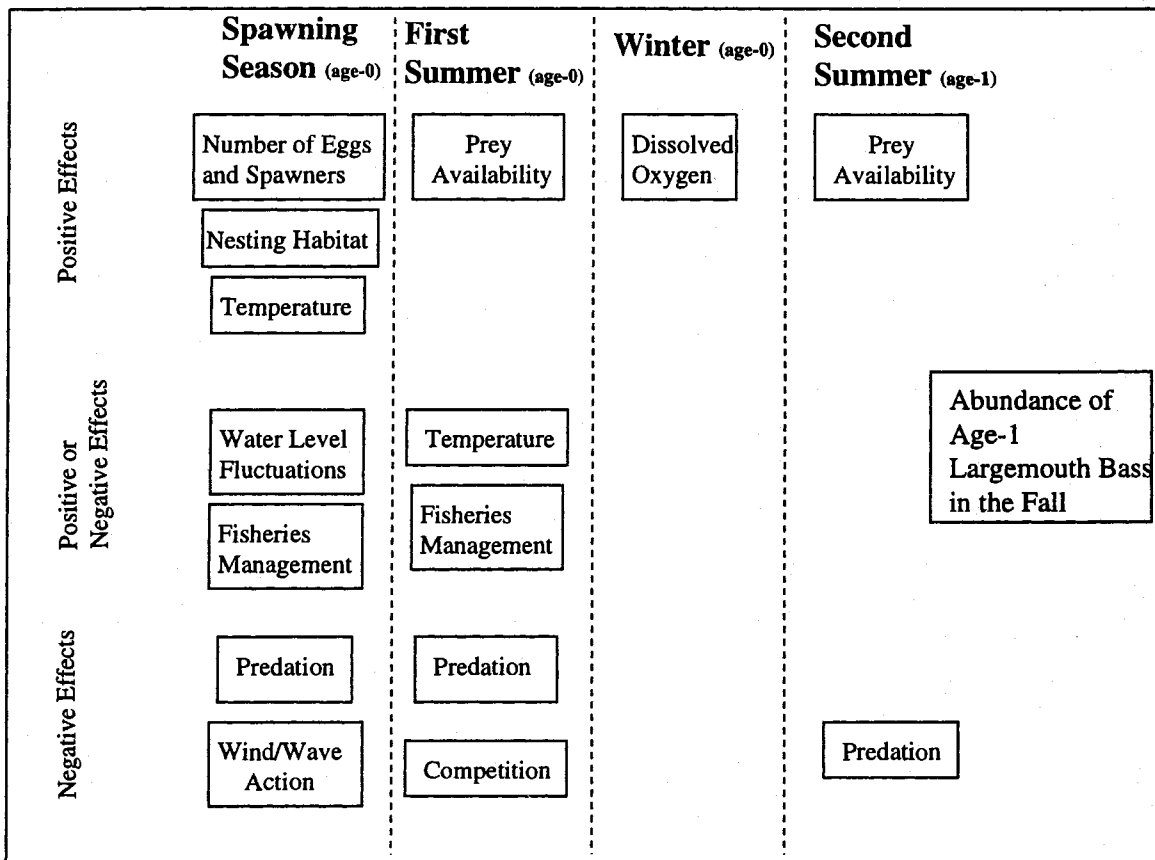 Spawning
Season (age-0)
First
Summer (age-0)
Winter (age-0)
Second
Summer (age-1)
Positive Effects
Number of Eggs
and Spawners
Nesting Habitat
Temperature
Prey
Availability
Dissolved
Oxygen
Prey
Availability
Positive or
Negative Effects
Water Level
Fluctuations
Fisheries
Management
Temperature
Fisheries
Management
Abundance of
Age-1
Largemouth Bass
in the Fall
Negative Effects
Predation
Wind/Wave
Action
Predation
Competition
Predation